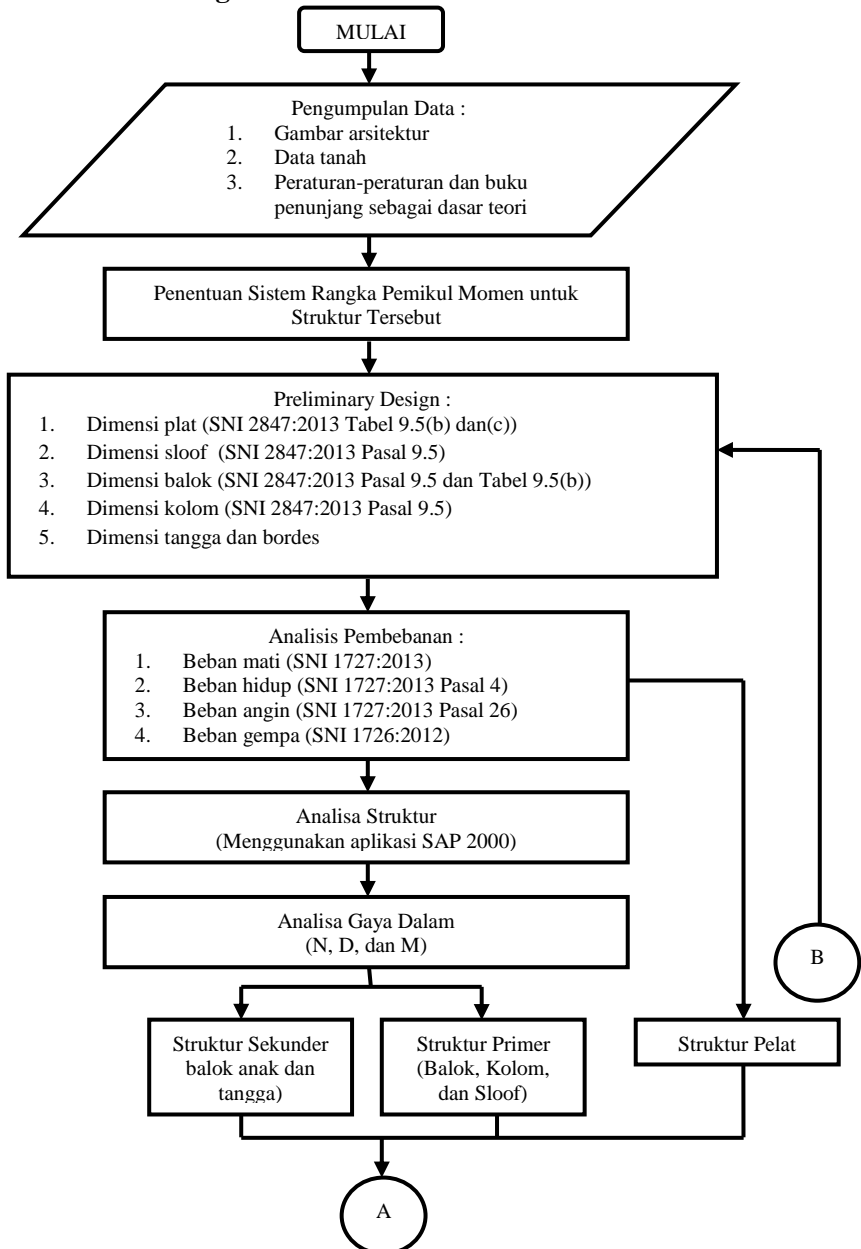 MULAI
Pengumpulan Data :
1. Gambar arsitektur
2. Data tanah
3. Peraturan-peraturan dan buku
penunjang sebagai dasar teori
Penentuan Sistem Rangka Pemikul Momen untuk
Struktur Tersebut
Preliminary Design :
1. Dimensi plat (SNI 2847:2013 Tabel 9.5(b) dan(c))
2. Dimensi sloof (SNI 2847:2013 Pasal 9.5)
3. Dimensi balok (SNI 2847:2013 Pasal 9.5 dan Tabel 9.5(b))
4. Dimensi kolom (SNI 2847:2013 Pasal 9.5)
5. Dimensi tangga dan bordes
Analisis Pembebanan :
1. Beban mati (SNI 1727:2013)
2. Beban hidup (SNI 1727:2013 Pasal 4)
3. Beban angin (SNI 1727:2013 Pasal 26)
4. Beban gempa (SNI 1726:2012)
Analisa Struktur
(Menggunakan aplikasi SAP 2000)
Analisa Gaya Dalam
(N, D, dan M)
B
Struktur Sekunder
balok anak dan
tangga)
Struktur Primer
(Balok, Kolom,
dan Sloof)
Struktur Pelat
A